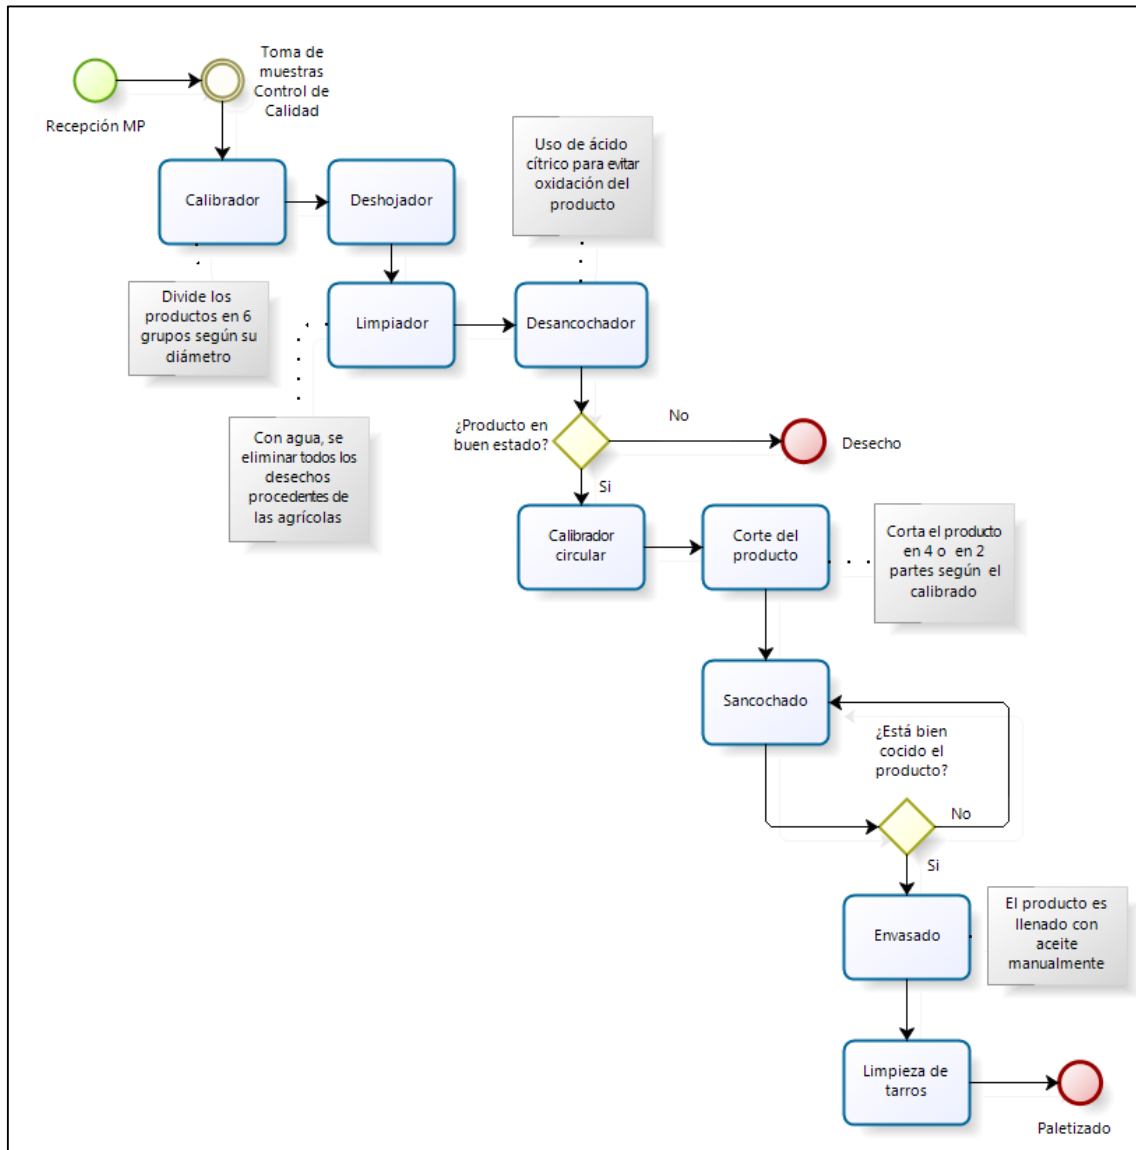 Toma de
muestras
Control de
Calidad
Recepción MP
Uso de ácido
cítrico para evitar
oxidación del
producto
Calibrador
Deshojador
Divide los
productos en 6
grupos según su
diámetro
Limpiador
Desancochador
Con agua, se
eliminar todos los
desechos
procedentes de
las agrícolas
¿Producto en
buen estado?
No
Desecho
Si
Calibrador
circular
Corte del
producto
Corta el producto
en 4 o en 2
partes según el
calibrado
Sancochado
¿Está bien
cocido el
producto?
No
Si
Envasado
El producto es
llenado con
aceite
manualmente
Limpieza de
tarros
Paletizado